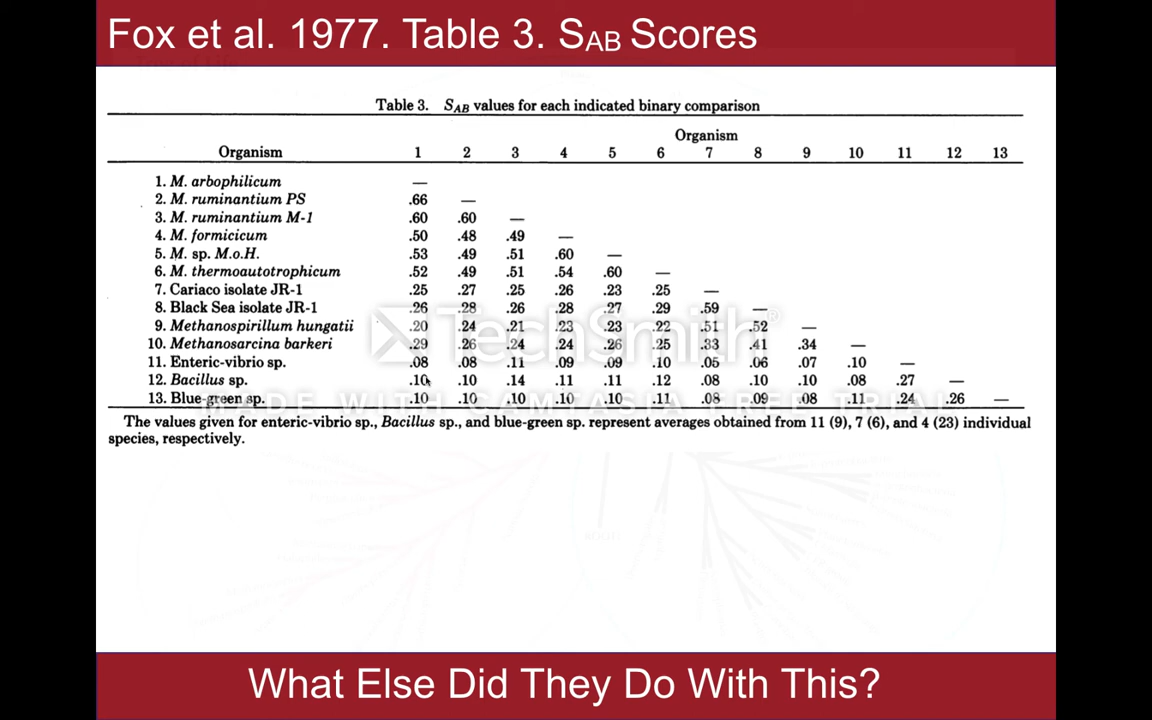 Fox et al. 1977. Table 3. SAB Scores
Table 3. SAB values for each indicated binary comparison
Organism
Organism 1 2 3 4 5 6 7 8 9 10 11 12 13
1. M. arbophilicum —
2. M. ruminantium PS .66 —
3. M. ruminantium M-1 .60 .60 —
4. M. formicicum .50 .48 .49 —
5. M. sp. M.o.H. .53 .49 .51 .60 —
6. M. thermoautotrophicum .52 .49 .51 .54 .60 —
7. Cariaco isolate JR-1 .25 .27 .25 .26 .23 .25 —
8. Black Sea isolate JR-1 .26 .28 .26 .28 .27 .29 .59 —
9. Methanospirillum hungatii .20 .24 .21 .23 .23 .22 .51 .52 —
10. Methanosarcina barkeri .29 .26 .24 .24 .26 .25 .33 .41 .34 —
11. Enteric-vibrio sp. .08 .08 .11 .09 .09 .10 .05 .06 .07 .10 —
12. Bacillus sp. .10 .10 .14 .11 .11 .12 .08 .10 .10 .08 .27 —
13. Blue-green sp. .10 .10 .10 .10 .10 .11 .08 .09 .08 .11 .24 .26 —
TechSmith
MADE WITH CAMTASIA FREE TRIAL
The values given for enteric-vibrio sp., Bacillus sp., and blue-green sp. represent averages obtained from 11 (9), 7 (6), and 4 (23) individual
species, respectively.
What Else Did They Do With This?